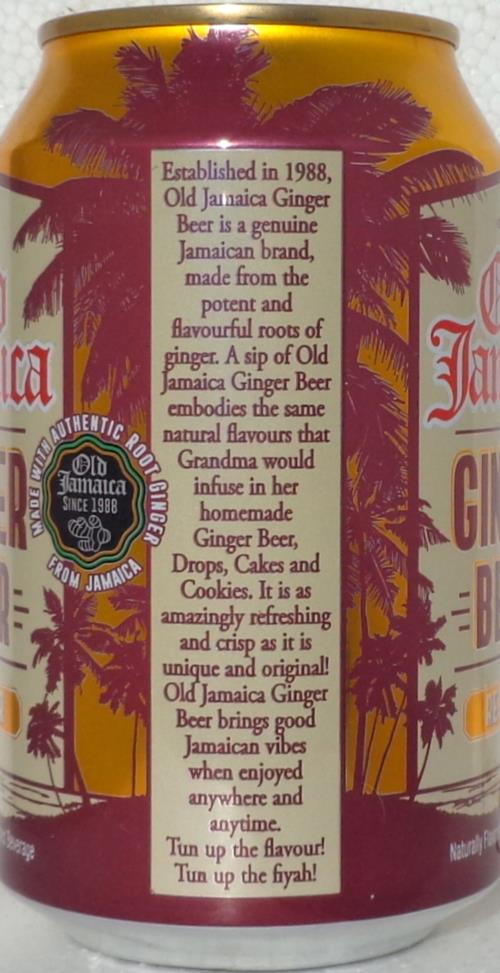 Established in 1988,
Old Jamaica Ginger
Beer is a genuine
Jamaican brand,
made from the
potent and
flavourful roots of
ginger. A sip of Old
Jamaica Ginger Beer
embodies the same
natural flavours that
Grandma would
infuse in her
homemade
Ginger Beer,
Drops, Cakes and
Cookies. It is as
amazingly refreshing
and crisp as it is
unique and original!
Old Jamaica Ginger
Beer brings good
Jamaican vibes
when enjoyed
anywhere and
anytime.
Tun up the flavour!
Tun up the fiyah!
MADE WITH AUTHENTIC ROOT GINGER
Old
Jamaica
SINCE 1988
FROM JAMAICA
Beverage
Naturally